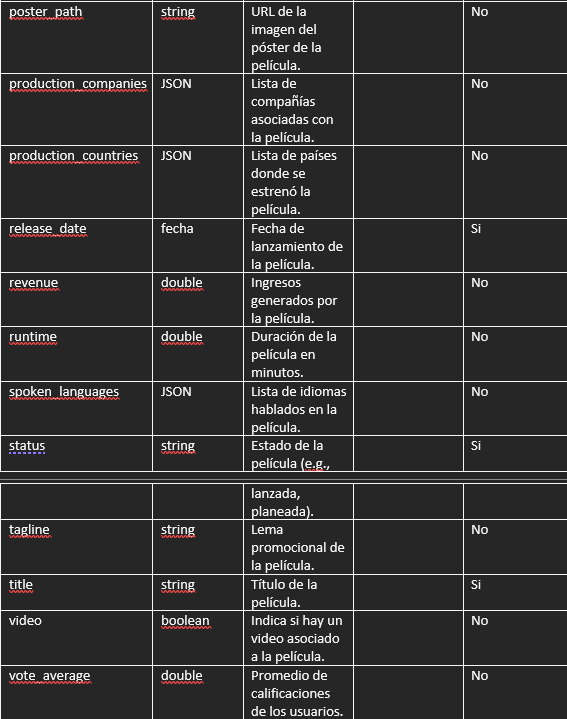 poster_path string URL de la No
imagen del
póster de la
película.
production_companies JSON Lista de No
compañías
asociadas con
la película.
production_countries JSON Lista de países No
donde se
estrenó la
película.
release_date fecha Fecha de Si
lanzamiento de
la película.
revenue double Ingresos No
generados por
la película.
runtime double Duración de la No
película en
minutos.
spoken_languages JSON Lista de idiomas No
hablados en la
película.
status string Estado de la Si
película (e.g.,
lanzada,
planeada).
tagline string Lema No
promocional de
la película.
title string Título de la Si
película.
video boolean Indica si hay un No
video asociado
a la película.
vote_average double Promedio de No
calificaciones
de los usuarios.